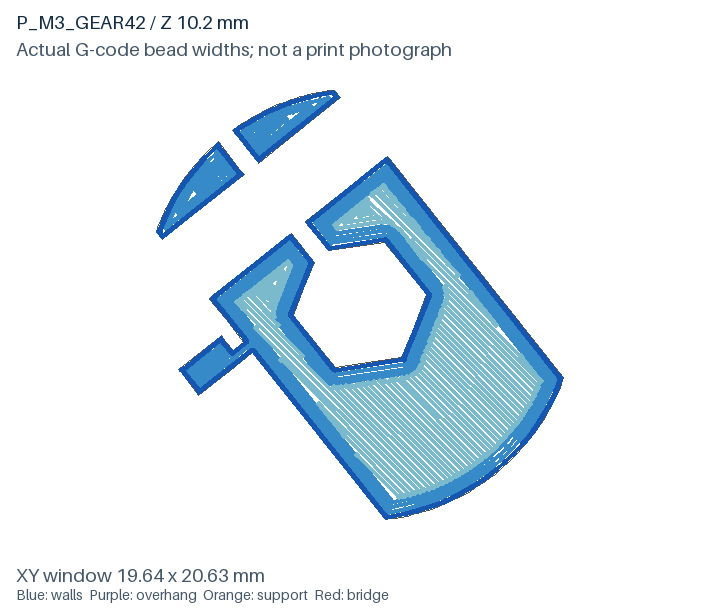 P_M3_GEAR42 / Z 10.2 mm
Actual G-code bead widths; not a print photograph
XY window 19.64 x 20.63 mm
Blue: walls  Purple: overhang  Orange: support  Red: bridge